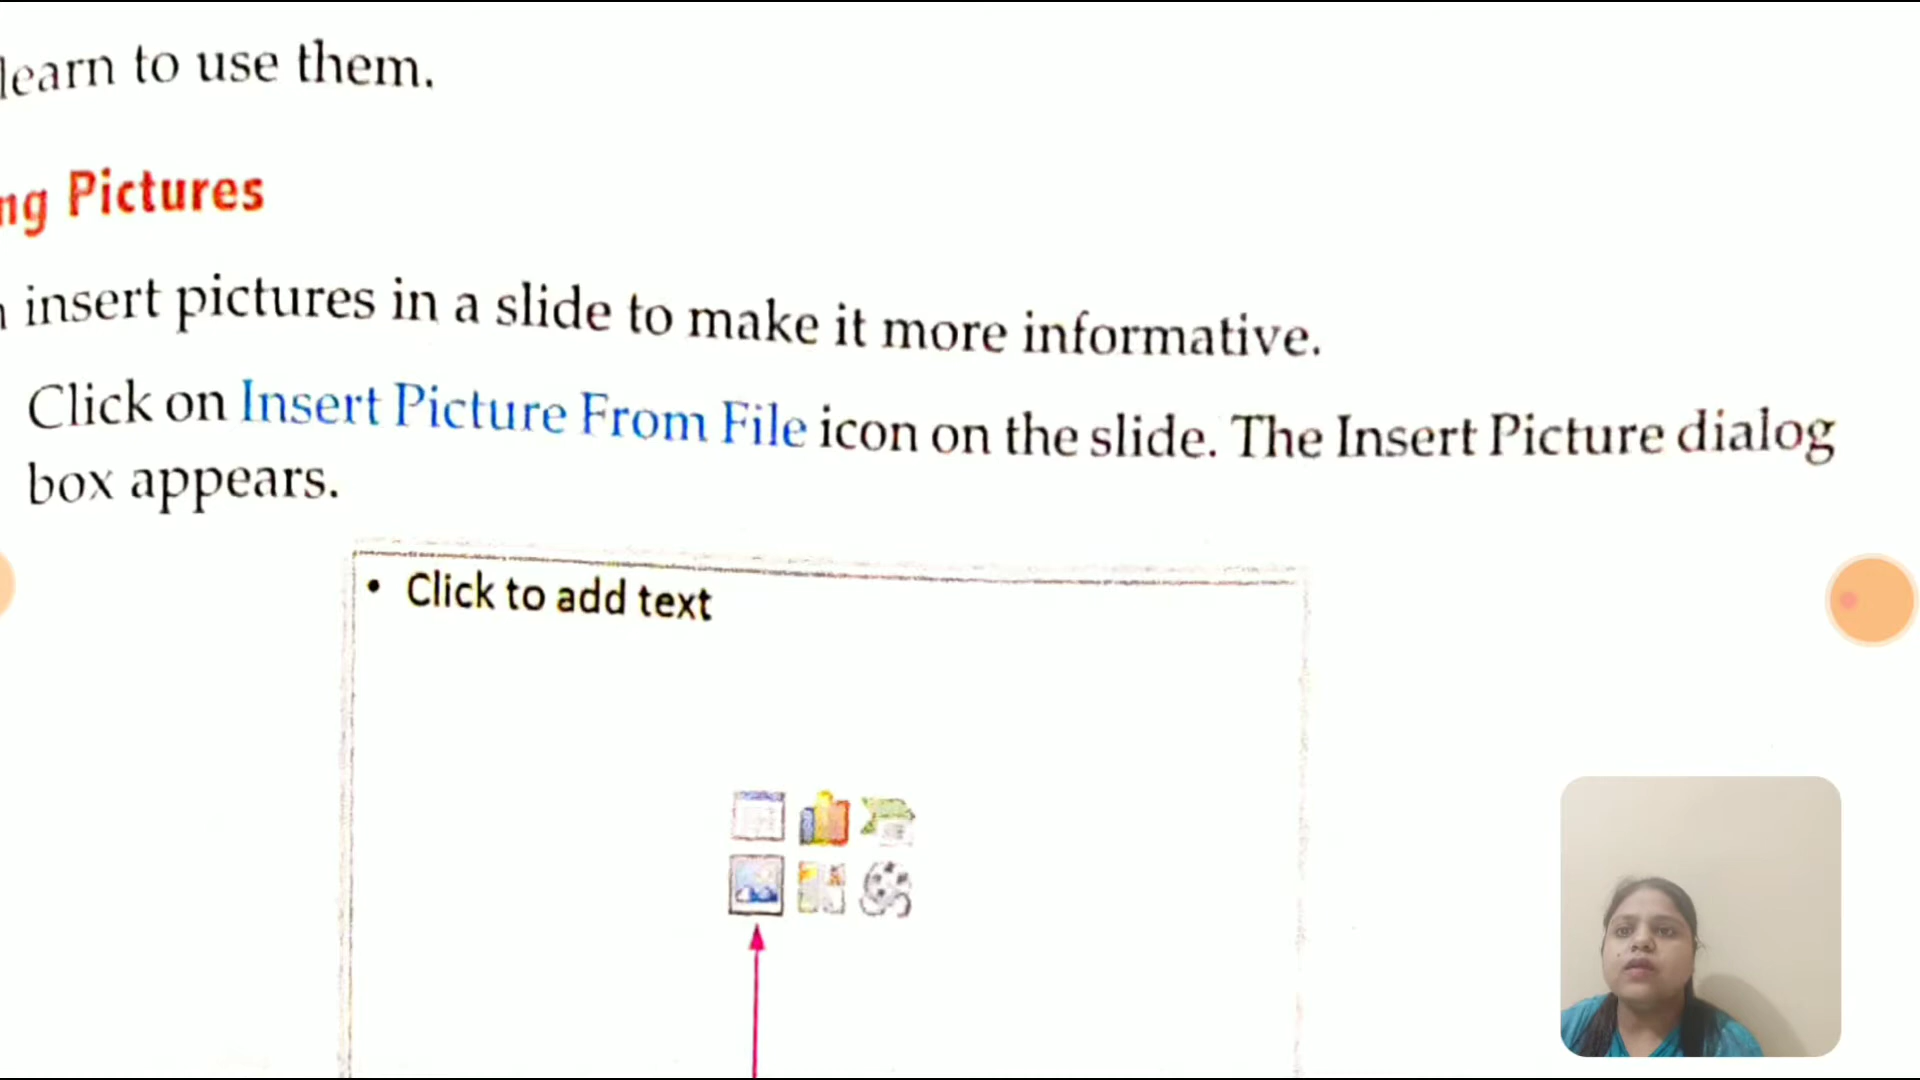 learn to use them.
ng Pictures
insert pictures in a slide to make it more informative.
Click on Insert Picture From File icon on the slide. The Insert Picture dialog
box appears.
• Click to add text